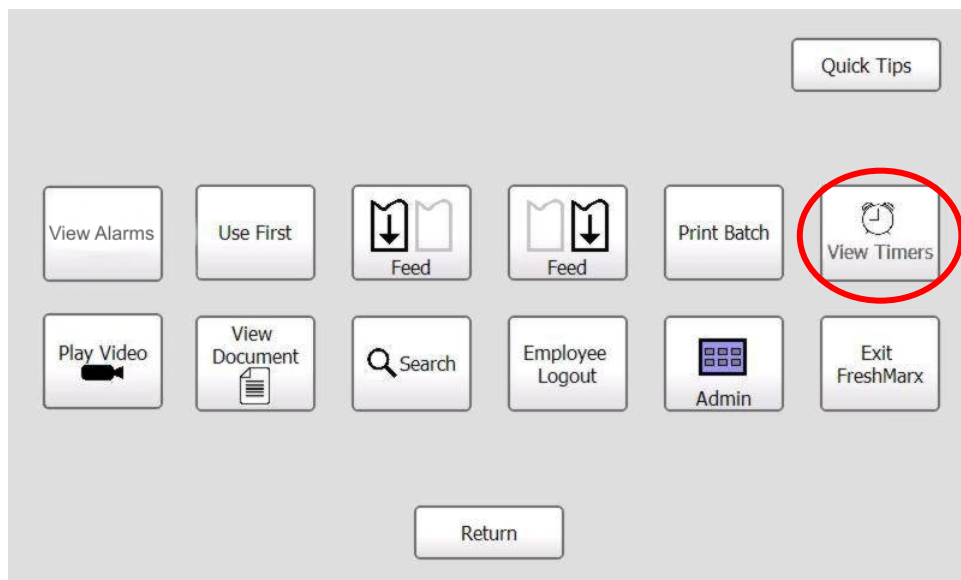 Quick Tips
View Alarms
Use First
Feed
Feed
Print Batch
View Timers
Play Video
View
Document
Search
Employee
Logout
Admin
Exit
FreshMarx
Return